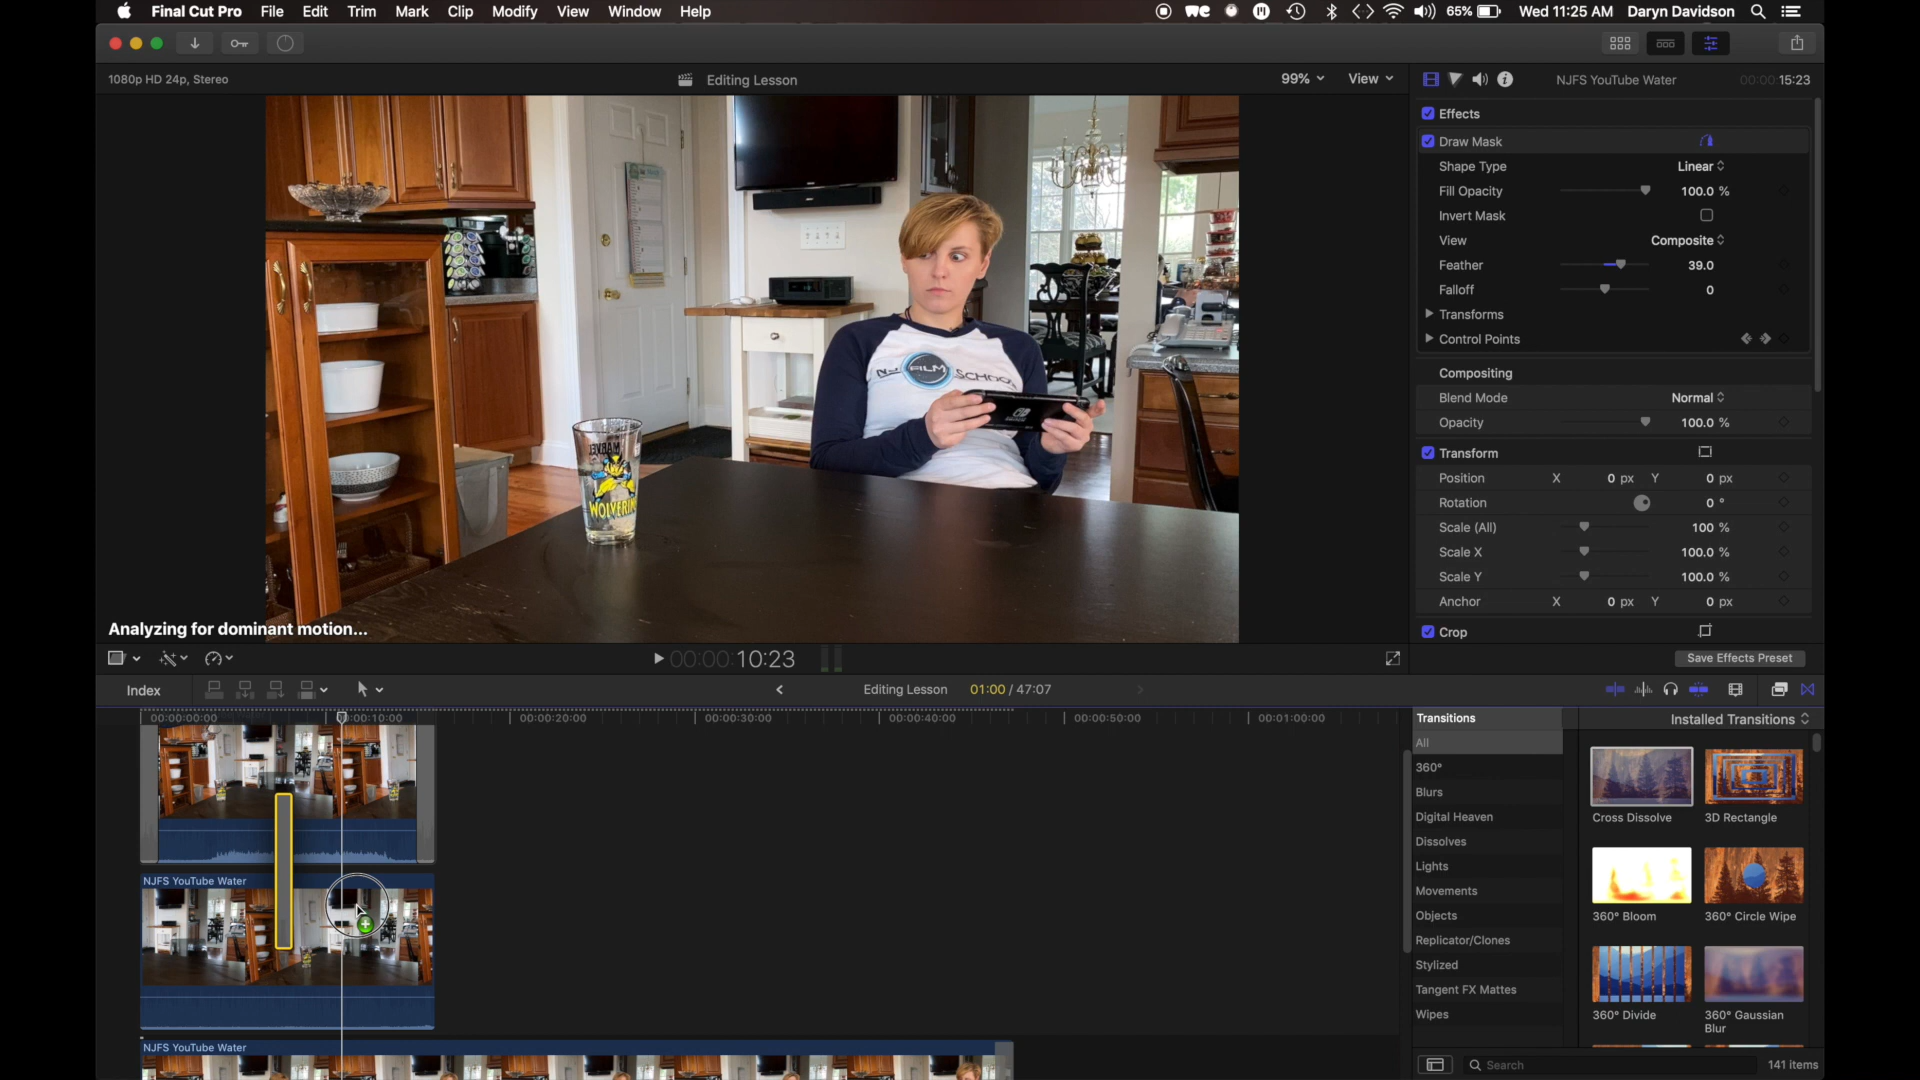 Final Cut Pro File Edit Trim Mark Clip Modify View Window Help
65% Wed 11:25 AM Daryn Davidson
1080p HD 24p, Stereo
Editing Lesson
99% View
NJFS YouTube Water 00:00:15:23
Effects
Draw Mask
Shape Type Linear
Fill Opacity 100.0 %
Invert Mask
View Composite
Feather 39.0
Falloff 0
Transforms
Control Points
Compositing
Blend Mode Normal
Opacity 100.0 %
Transform
Position X 0 px Y 0 px
Rotation 0 °
Scale (All) 100 %
Scale X 100.0 %
Scale Y 100.0 %
Anchor X 0 px Y 0 px
Crop
Save Effects Preset
FILM
SCHOOL
WOLVERIN
Analyzing for dominant motion...
00:00:10:23
Index
Editing Lesson 01:00 / 47:07
00:00:00:00 00:00:10:00 00:00:20:00 00:00:30:00 00:00:40:00 00:00:50:00 00:01:00:00
NJFS YouTube Water
NJFS YouTube Water
Transitions
All
360°
Blurs
Digital Heaven
Dissolves
Lights
Movements
Objects
Replicator/Clones
Stylized
Tangent FX Mattes
Wipes
Installed Transitions
Cross Dissolve 3D Rectangle
360° Bloom 360° Circle Wipe
360° Divide 360° Gaussian Blur
Search
141 items